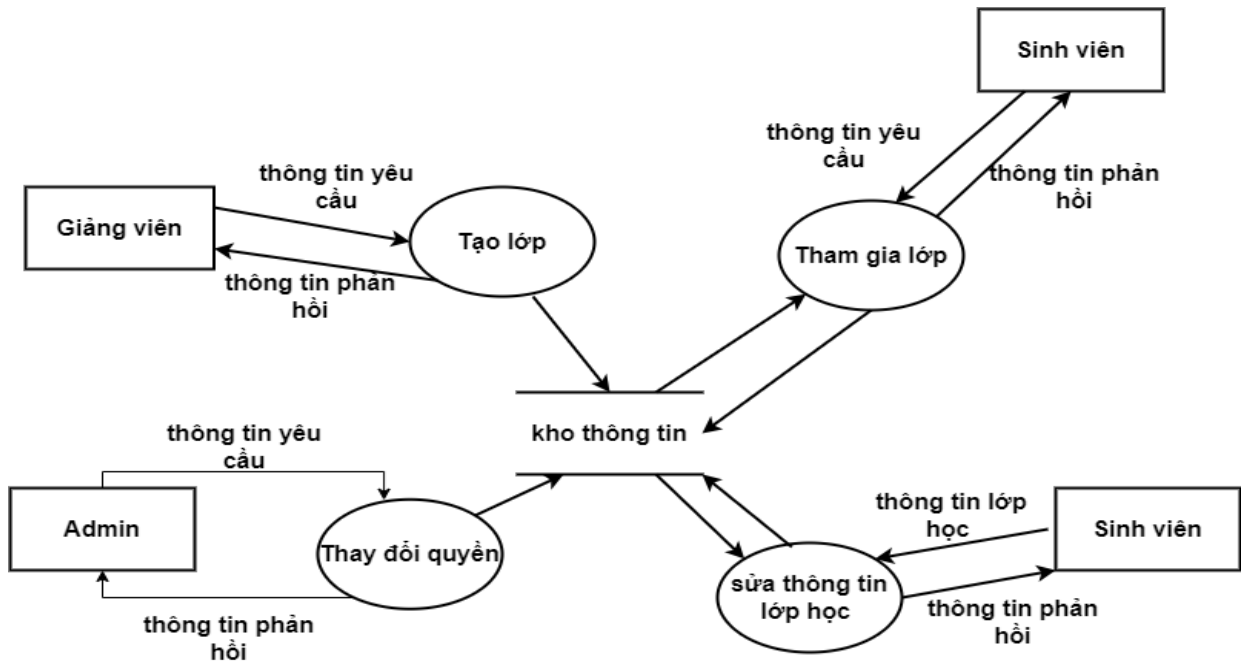 Sinh viên
thông tin yêu
cầu
thông tin phản
hồi
thông tin yêu
cầu
Giảng viên
Tạo lớp
Tham gia lớp
thông tin phản
hồi
kho thông tin
thông tin yêu
cầu
Admin
Thay đổi quyền
thông tin phản
hồi
thông tin lớp
học
Sinh viên
sửa thông tin
lớp học
thông tin phản
hồi